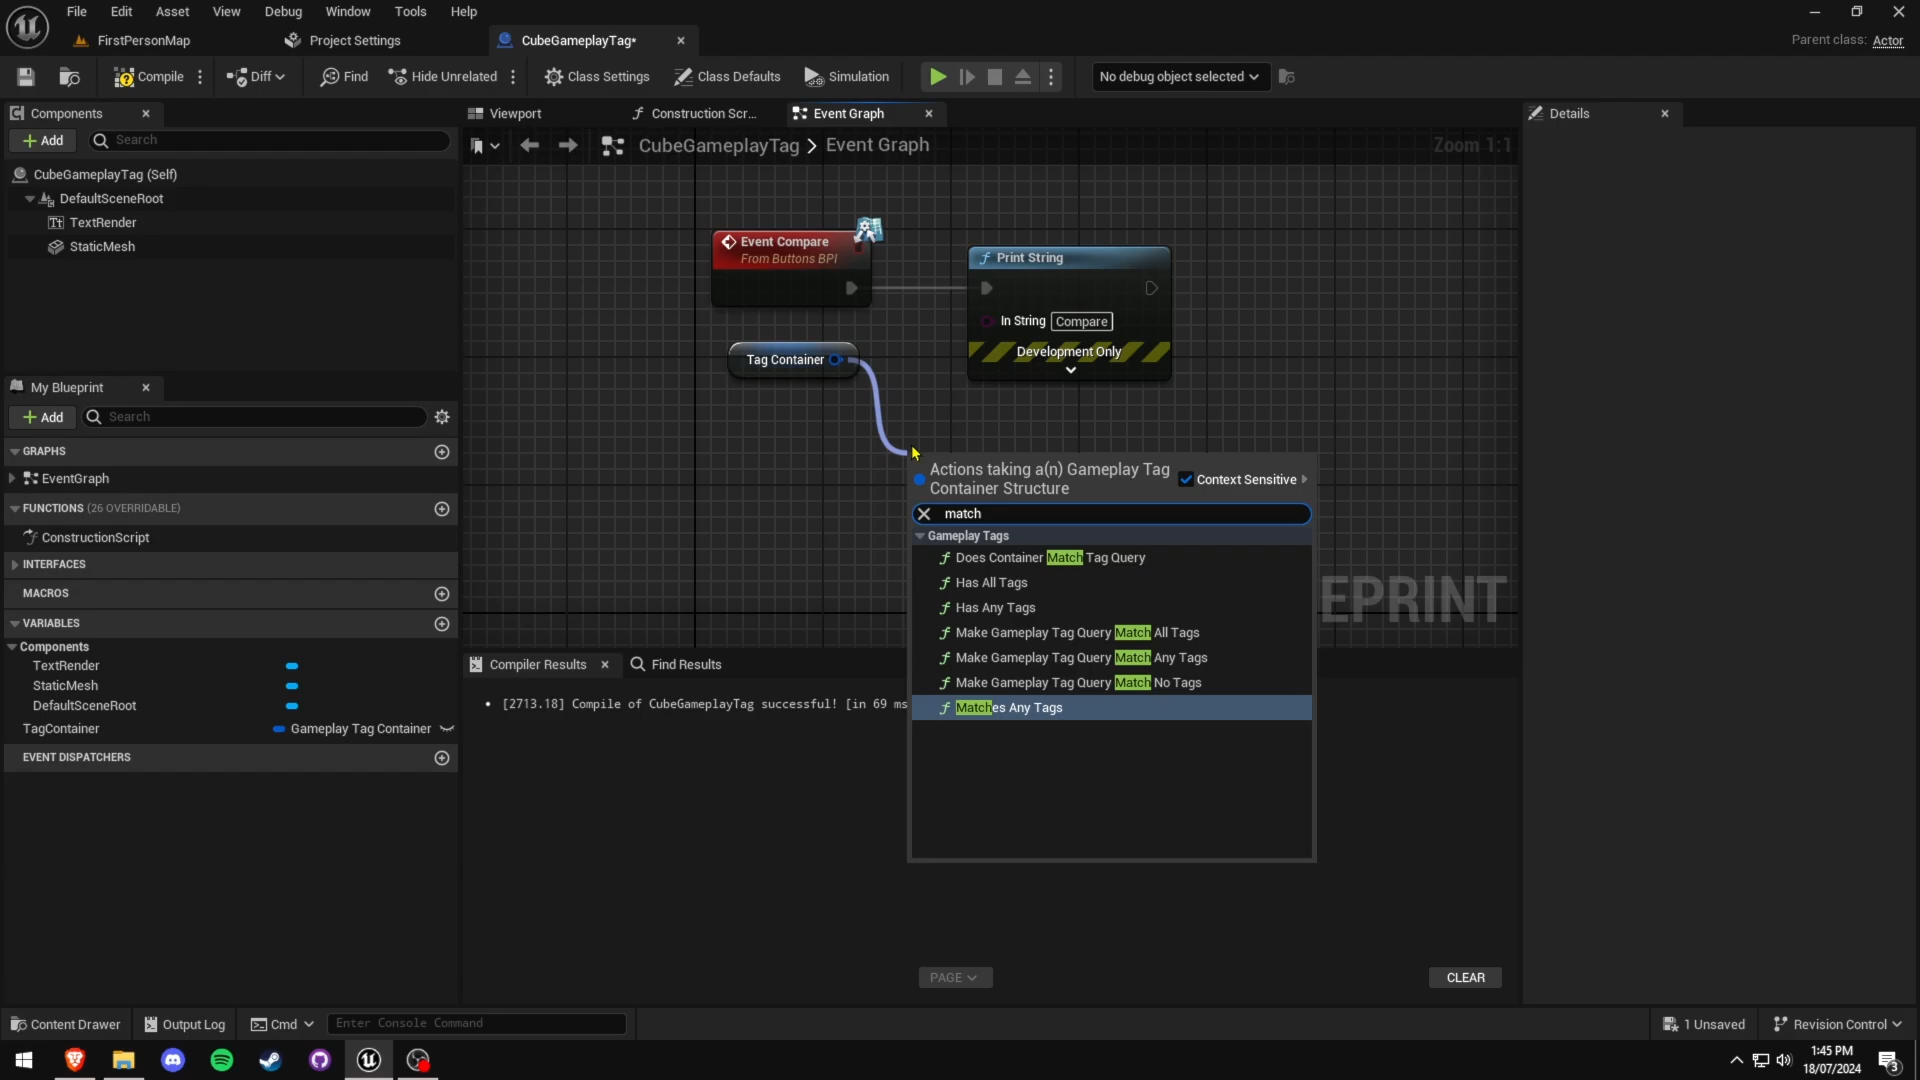 File Edit Asset View Debug Window Tools Help
FirstPersonMap Project Settings CubeGameplayTag* Parent class: Actor
Compile Diff Find Hide Unrelated Class Settings Class Defaults Simulation No debug object selected
Components Viewport Construction Scr... Event Graph Details
Add Search
CubeGameplayTag > Event Graph Zoom 1:1
CubeGameplayTag (Self)
DefaultSceneRoot
TextRender
StaticMesh
Event Compare
From Buttons BPI
Print String
In String Compare
Development Only
Tag Container
My Blueprint
Add Search
GRAPHS
EventGraph
FUNCTIONS (26 OVERRIDABLE)
ConstructionScript
INTERFACES
MACROS
VARIABLES
Components
TextRender
StaticMesh
DefaultSceneRoot
TagContainer Gameplay Tag Container
EVENT DISPATCHERS
Actions taking a(n) Gameplay Tag
Container Structure
Context Sensitive
match
Gameplay Tags
Does Container Match Tag Query
Has All Tags
Has Any Tags
Make Gameplay Tag Query Match All Tags
Make Gameplay Tag Query Match Any Tags
Make Gameplay Tag Query Match No Tags
Matches Any Tags
EPRINT
Compiler Results Find Results
[2713.18] Compile of CubeGameplayTag successful! [in 69 ms
PAGE CLEAR
Content Drawer Output Log Cmd Enter Console Command 1 Unsaved Revision Control
1:45 PM
18/07/2024
3